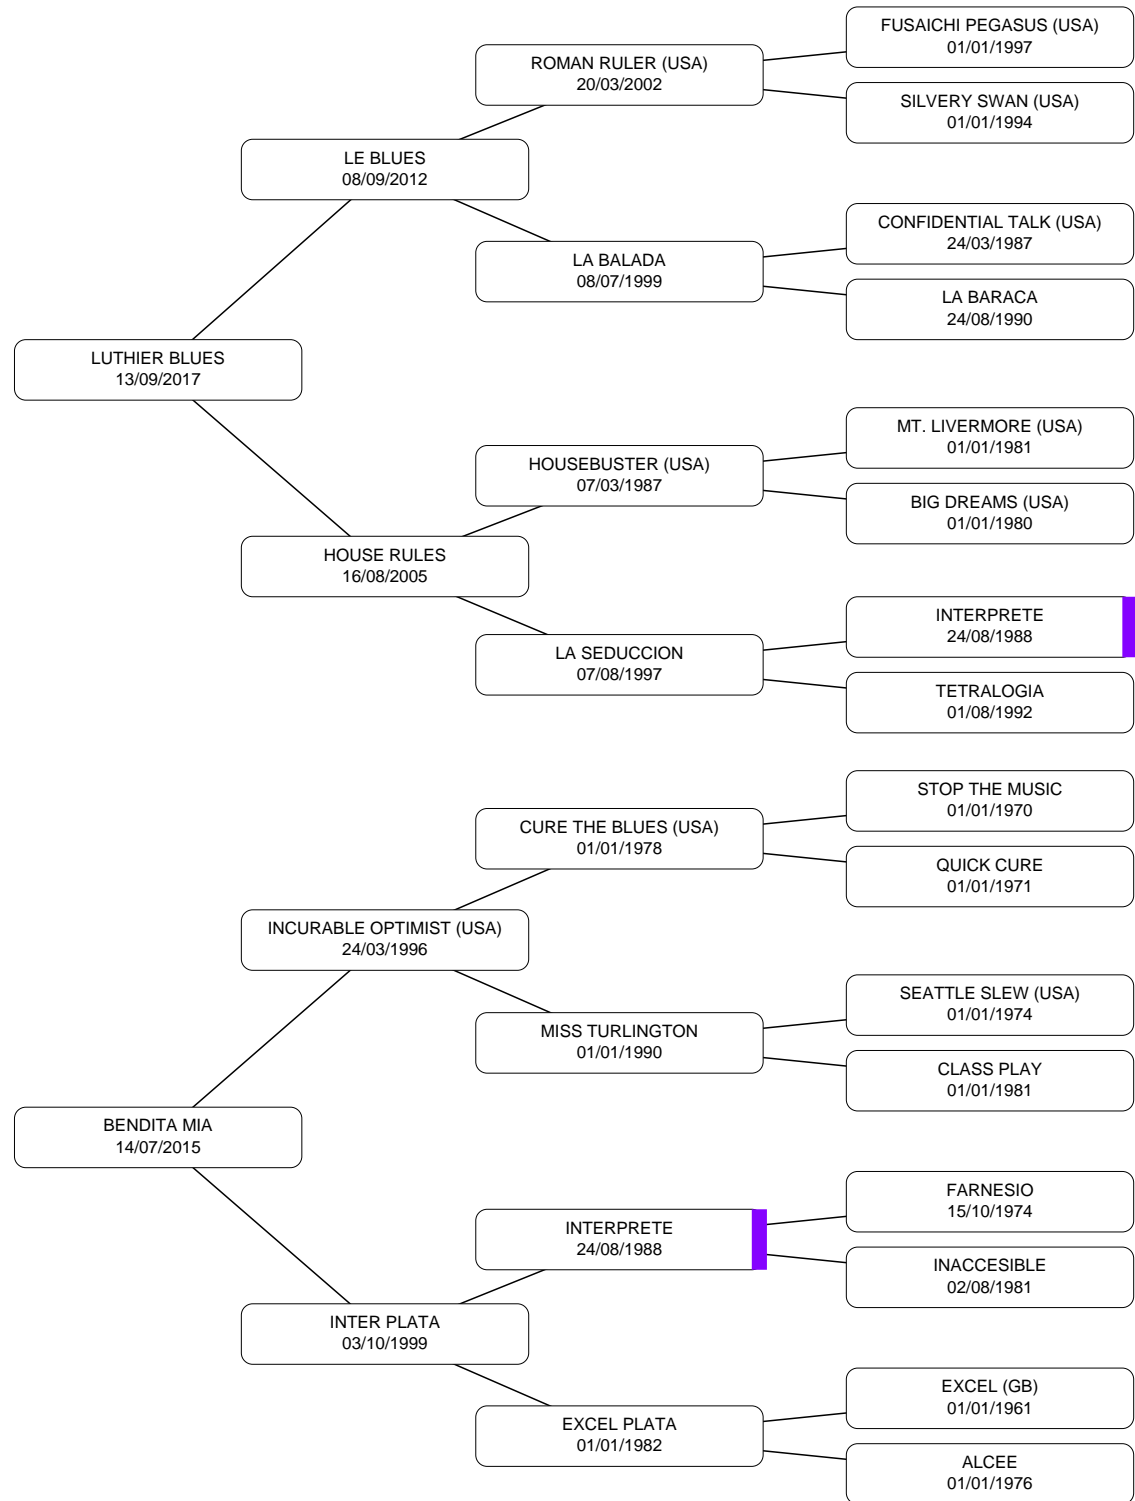 FUSAICHI PEGASUS (USA)
01/01/1997
ROMAN RULER (USA)
20/03/2002
SILVERY SWAN (USA)
01/01/1994
LE BLUES
08/09/2012
CONFIDENTIAL TALK (USA)
24/03/1987
LA BALADA
08/07/1999
LA BARACA
24/08/1990
LUTHIER BLUES
13/09/2017
MT. LIVERMORE (USA)
01/01/1981
HOUSEBUSTER (USA)
07/03/1987
BIG DREAMS (USA)
01/01/1980
HOUSE RULES
16/08/2005
INTERPRETE
24/08/1988
LA SEDUCCION
07/08/1997
TETRALOGIA
01/08/1992
STOP THE MUSIC
01/01/1970
CURE THE BLUES (USA)
01/01/1978
QUICK CURE
01/01/1971
INCURABLE OPTIMIST (USA)
24/03/1996
SEATTLE SLEW (USA)
01/01/1974
MISS TURLINGTON
01/01/1990
CLASS PLAY
01/01/1981
BENDITA MIA
14/07/2015
FARNESIO
15/10/1974
INTERPRETE
24/08/1988
INACCESIBLE
02/08/1981
INTER PLATA
03/10/1999
EXCEL (GB)
01/01/1961
EXCEL PLATA
01/01/1982
ALCEE
01/01/1976